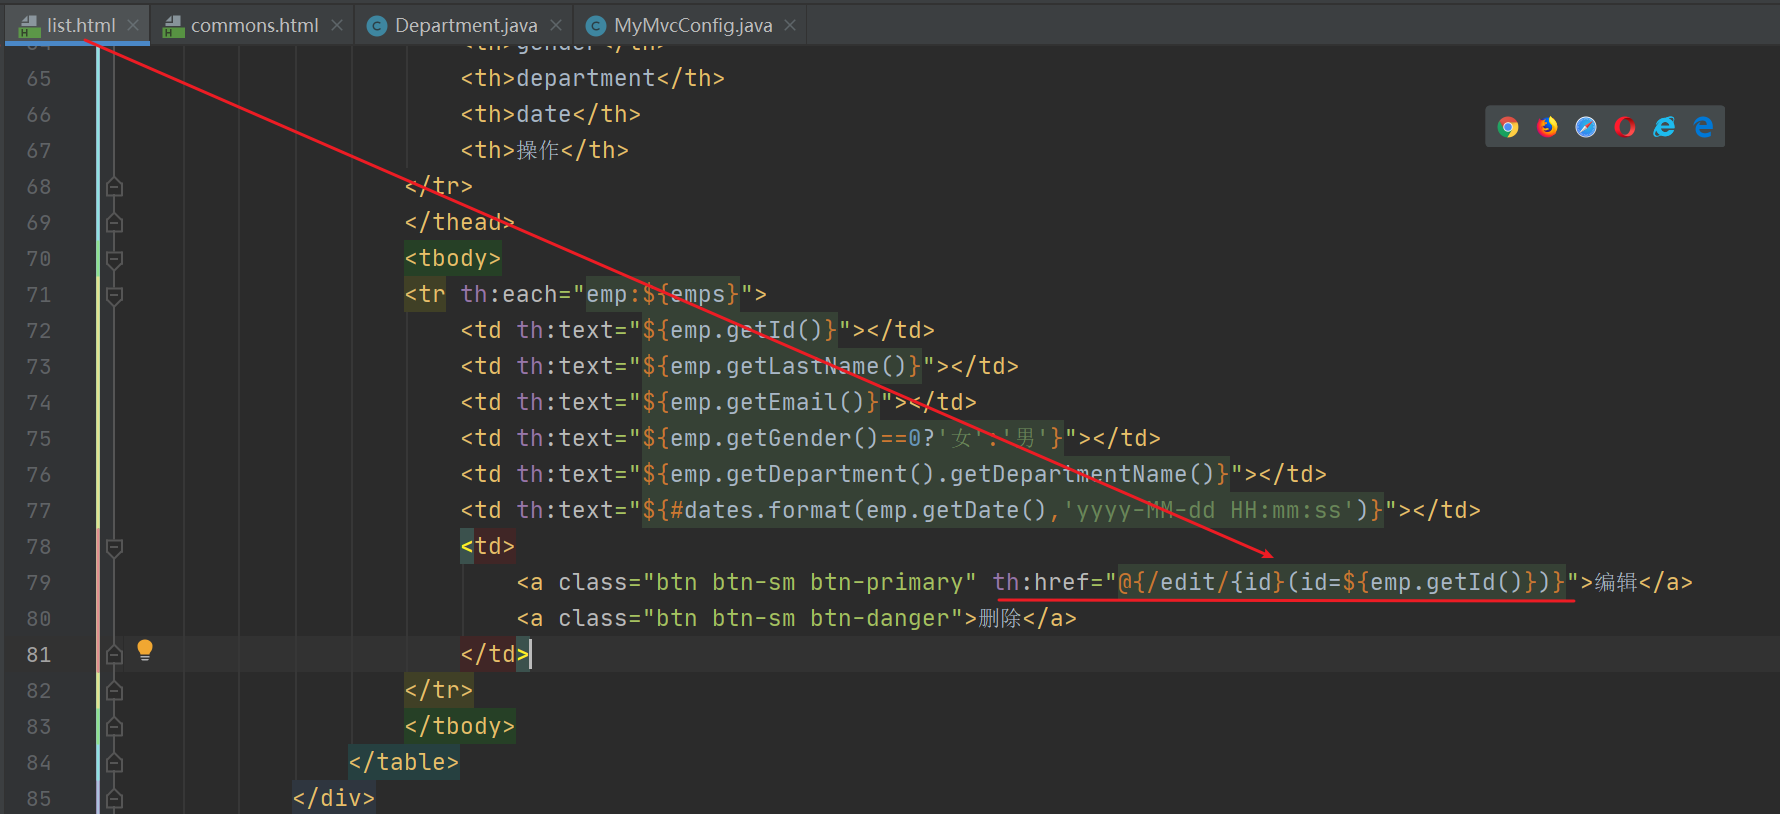 list.html commons.html Department.java MyMvcConfig.java
<th>gender</th>
65 <th>department</th>
66 <th>date</th>
67 <th>操作</th>
68 </tr>
69 </thead>
70 <tbody>
71 <tr th:each="emp:${emps}">
72 <td th:text="${emp.getId()}"></td>
73 <td th:text="${emp.getLastName()}"></td>
74 <td th:text="${emp.getEmail()}"></td>
75 <td th:text="${emp.getGender()==0?'女':'男'}"></td>
76 <td th:text="${emp.getDepartment().getDepartmentName()}"></td>
77 <td th:text="${#dates.format(emp.getDate(),'yyyy-MM-dd HH:mm:ss')}"></td>
78 <td>
79 <a class="btn btn-sm btn-primary" th:href="@{/edit/{id}(id=${emp.getId()})}">编辑</a>
80 <a class="btn btn-sm btn-danger">删除</a>
81 </td>
82 </tr>
83 </tbody>
84 </table>
85 </div>